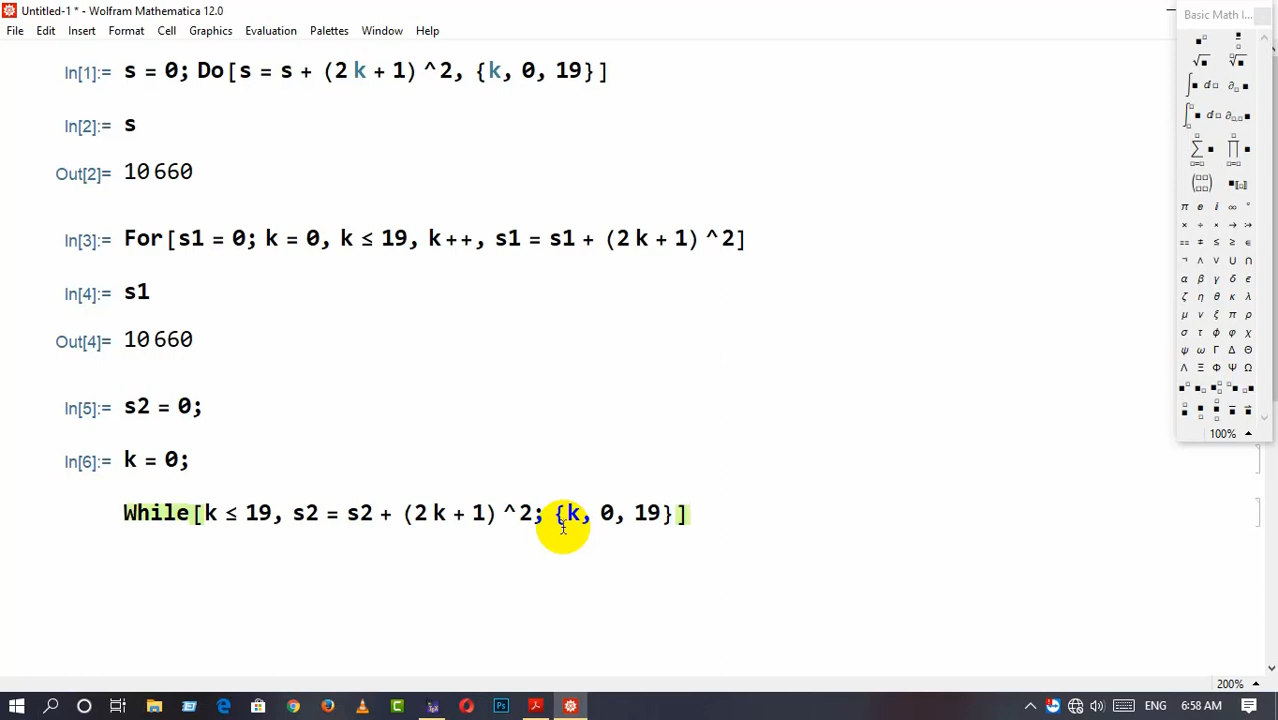 Untitled-1 * - Wolfram Mathematica 12.0
File Edit Insert Format Cell Graphics Evaluation Palettes Window Help
Basic Math I...
In[1]:= s = 0; Do[s = s + (2 k + 1) ^ 2, {k, 0, 19}]
In[2]:= s
Out[2]= 10 660
In[3]:= For[s1 = 0; k = 0, k ≤ 19, k++, s1 = s1 + (2 k + 1) ^ 2]
In[4]:= s1
Out[4]= 10 660
In[5]:= s2 = 0;
In[6]:= k = 0;
While[k ≤ 19, s2 = s2 + (2 k + 1) ^ 2; {k, 0, 19}]
π e i ∞ °
÷ × → 
== ≠ ≤ ≥ ∈
¬ ∧ ∨ ∪ ∩
α β γ δ ϵ
ζ η θ κ λ
μ ν ξ π ρ
σ τ ϕ φ χ
ψ ω Γ Δ Θ
Λ Ξ Φ Ψ Ω
100%
200%
ENG 6:58 AM